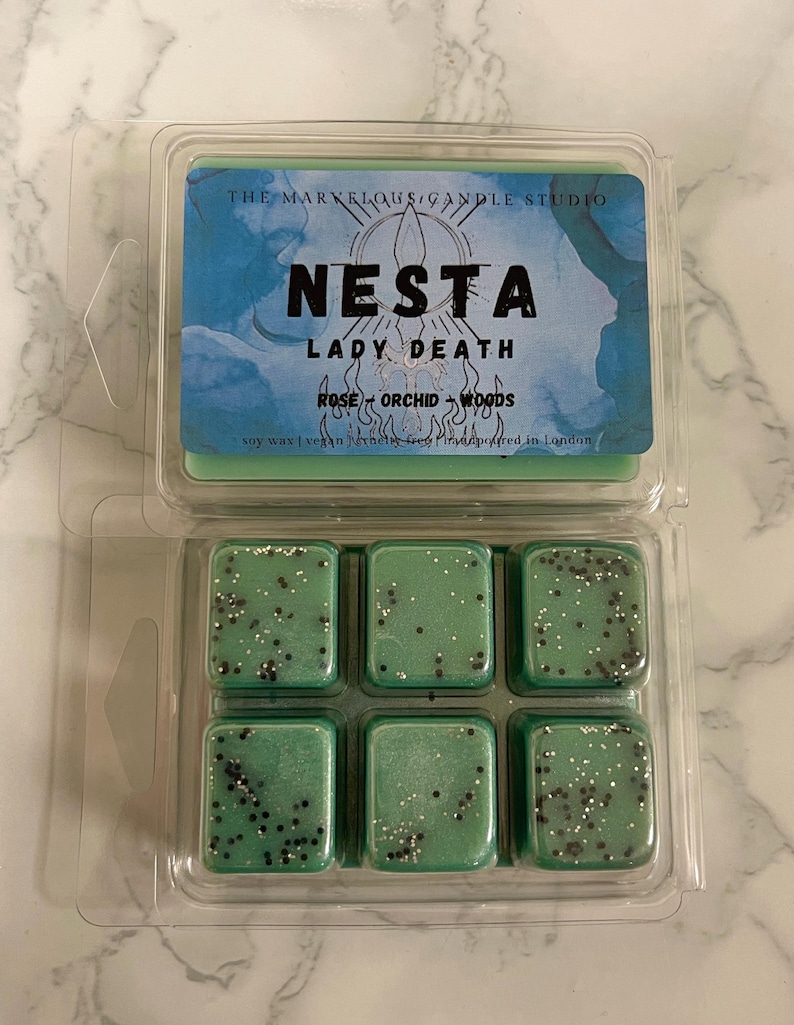 THE MARVELOUS CANDLE STUDIO
NESTA
LADY DEATH
ROSE - ORCHID - WOODS
soy wax | vegan | cruelty-free | handpoured in London